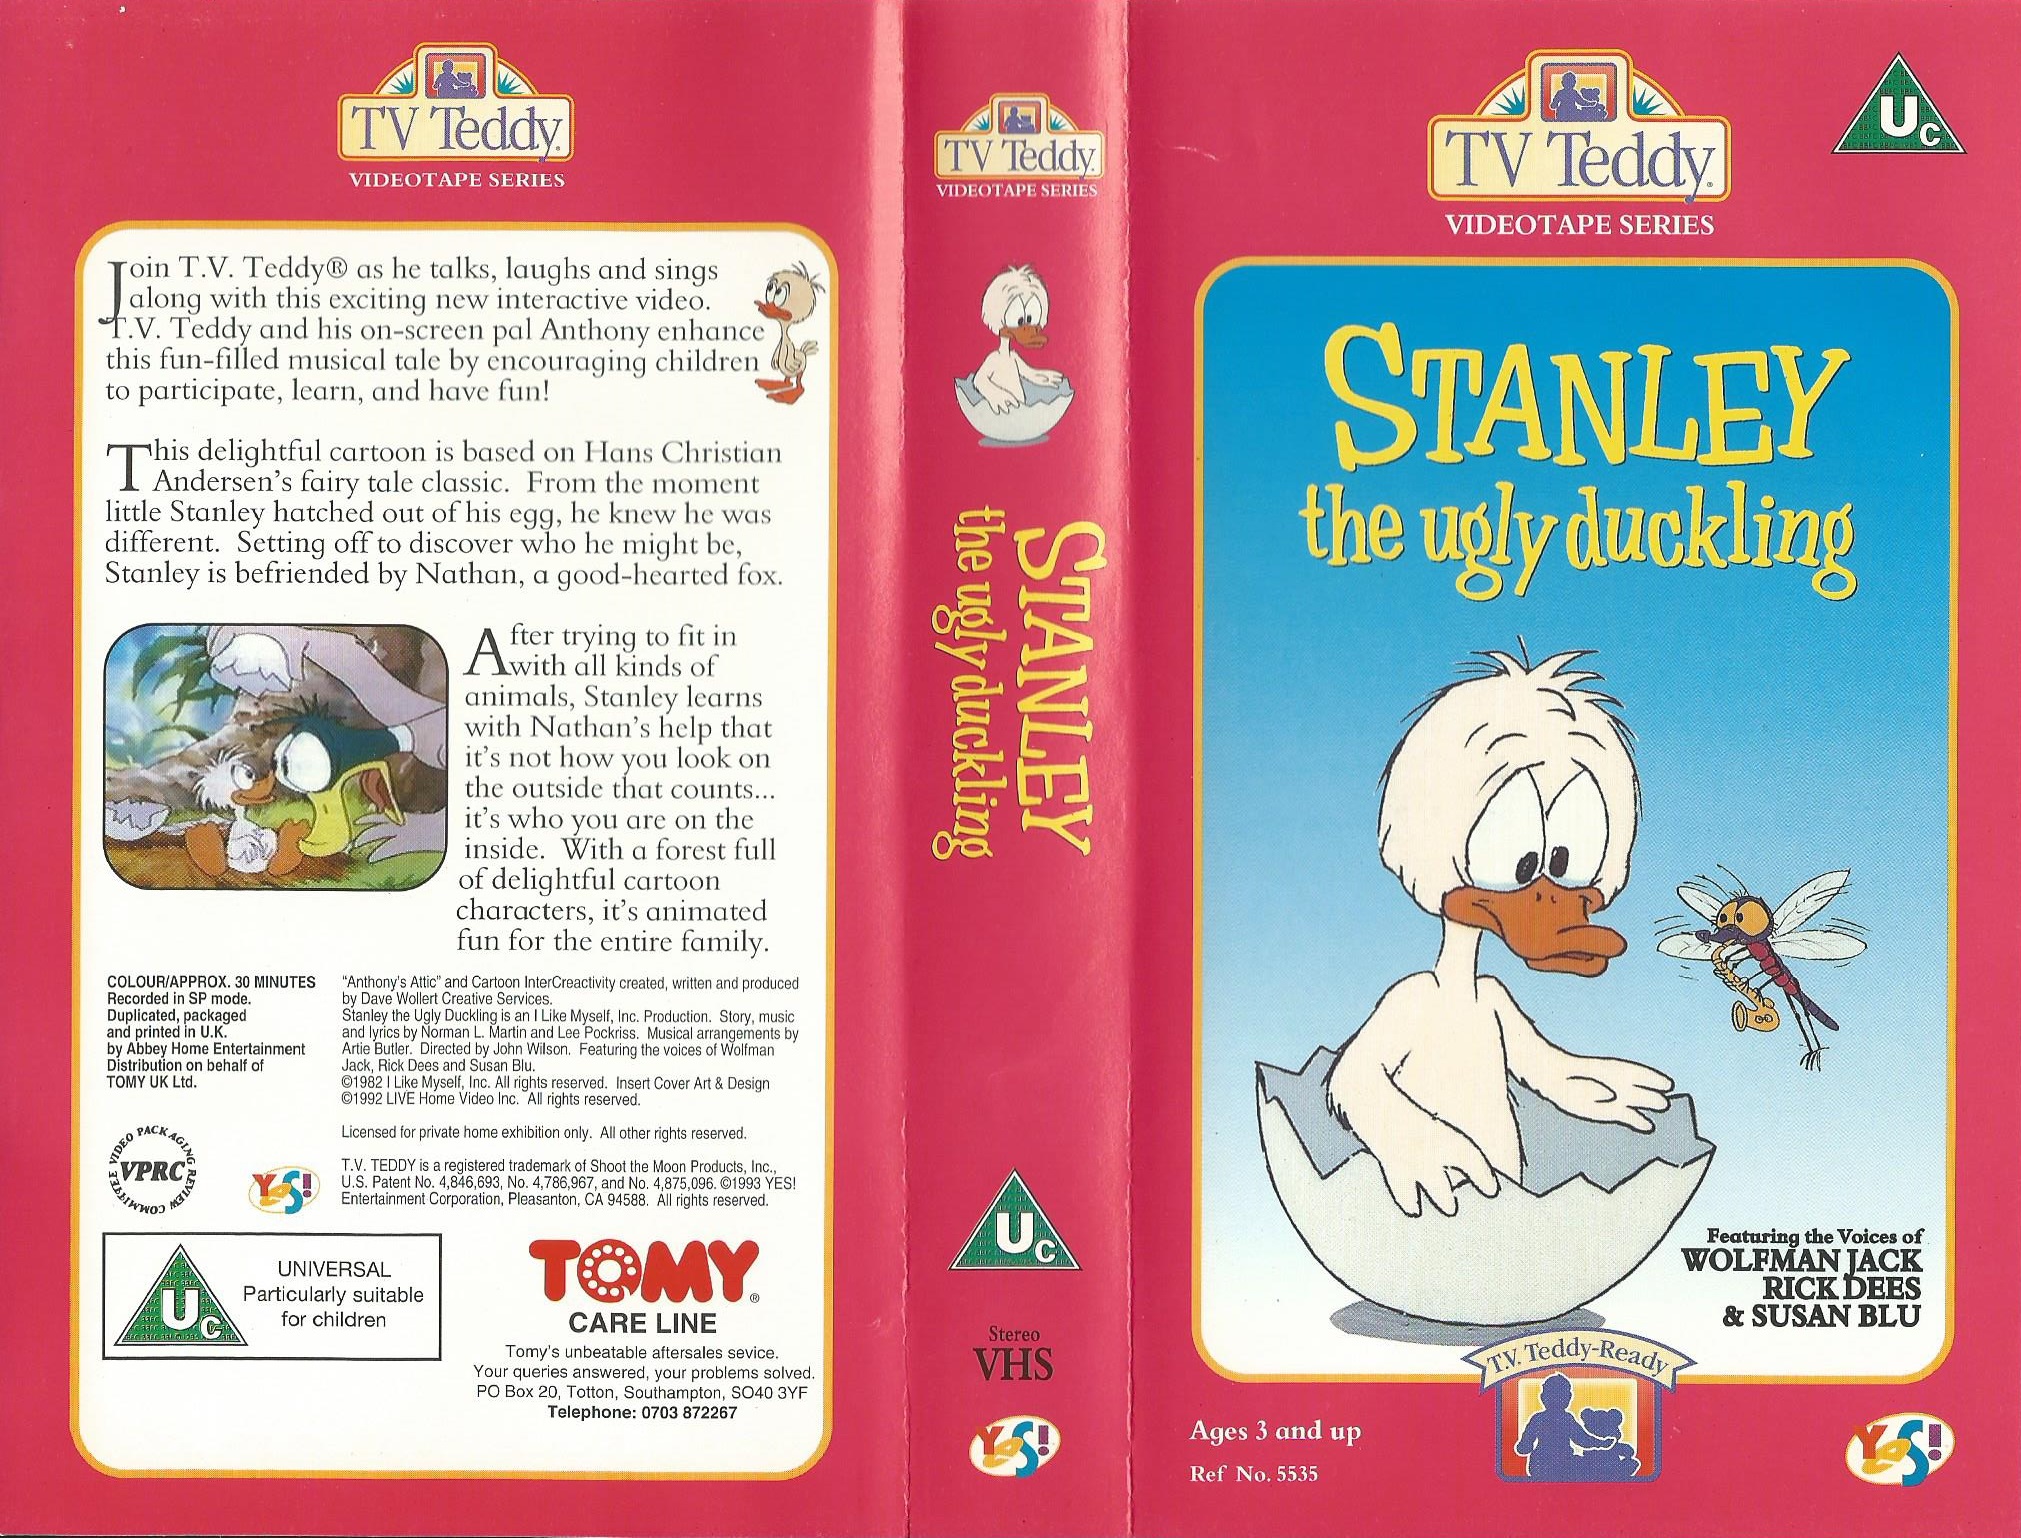 TV Teddy®
VIDEOTAPE SERIES
Join T.V. Teddy® as he talks, laughs and sings
along with this exciting new interactive video.
T.V. Teddy and his on-screen pal Anthony enhance
this fun-filled musical tale by encouraging children
to participate, learn, and have fun!
This delightful cartoon is based on Hans Christian
Andersen's fairy tale classic. From the moment
little Stanley hatched out of his egg, he knew he was
different. Setting off to discover who he might be,
Stanley is befriended by Nathan, a good-hearted fox.
After trying to fit in
with all kinds of
animals, Stanley learns
with Nathan's help that
it's not how you look on
the outside that counts...
it's who you are on the
inside. With a forest full
of delightful cartoon
characters, it's animated
fun for the entire family.
COLOUR/APPROX. 30 MINUTES
Recorded in SP mode.
Duplicated, packaged
and printed in U.K.
by Abbey Home Entertainment
Distribution on behalf of
TOMY UK Ltd.
"Anthony's Attic" and Cartoon InterCreactivity created, written and produced
by Dave Wollert Creative Services.
Stanley the Ugly Duckling is an I Like Myself, Inc. Production. Story, music
and lyrics by Norman L. Martin and Lee Pockriss. Musical arrangements by
Artie Butler. Directed by John Wilson. Featuring the voices of Wolfman
Jack, Rick Dees and Susan Blu.
©1982 I Like Myself, Inc. All rights reserved. Insert Cover Art & Design
©1992 LIVE Home Video Inc. All rights reserved.
Licensed for private home exhibition only. All other rights reserved.
T.V. TEDDY is a registered trademark of Shoot the Moon Products, Inc.,
U.S. Patent No. 4,846,693, No. 4,786,967, and No. 4,875,096. ©1993 YES!
Entertainment Corporation, Pleasanton, CA 94588. All rights reserved.
VIDEO PACKAGING REVIEW COMMITTEE
VPRC
YES!
Uc
UNIVERSAL
Particularly suitable
for children
TOMY®
CARE LINE
Tomy's unbeatable aftersales sevice.
Your queries answered, your problems solved.
PO Box 20, Totton, Southampton, SO40 3YF
Telephone: 0703 872267
TV Teddy®
VIDEOTAPE SERIES
STANLEY
the ugly duckling
Uc
Stereo
VHS
YES!
TV Teddy®
VIDEOTAPE SERIES
Uc
STANLEY
the ugly duckling
Featuring the Voices of
WOLFMAN JACK
RICK DEES
& SUSAN BLU
T.V. Teddy-Ready
Ages 3 and up
Ref No. 5535
YES!